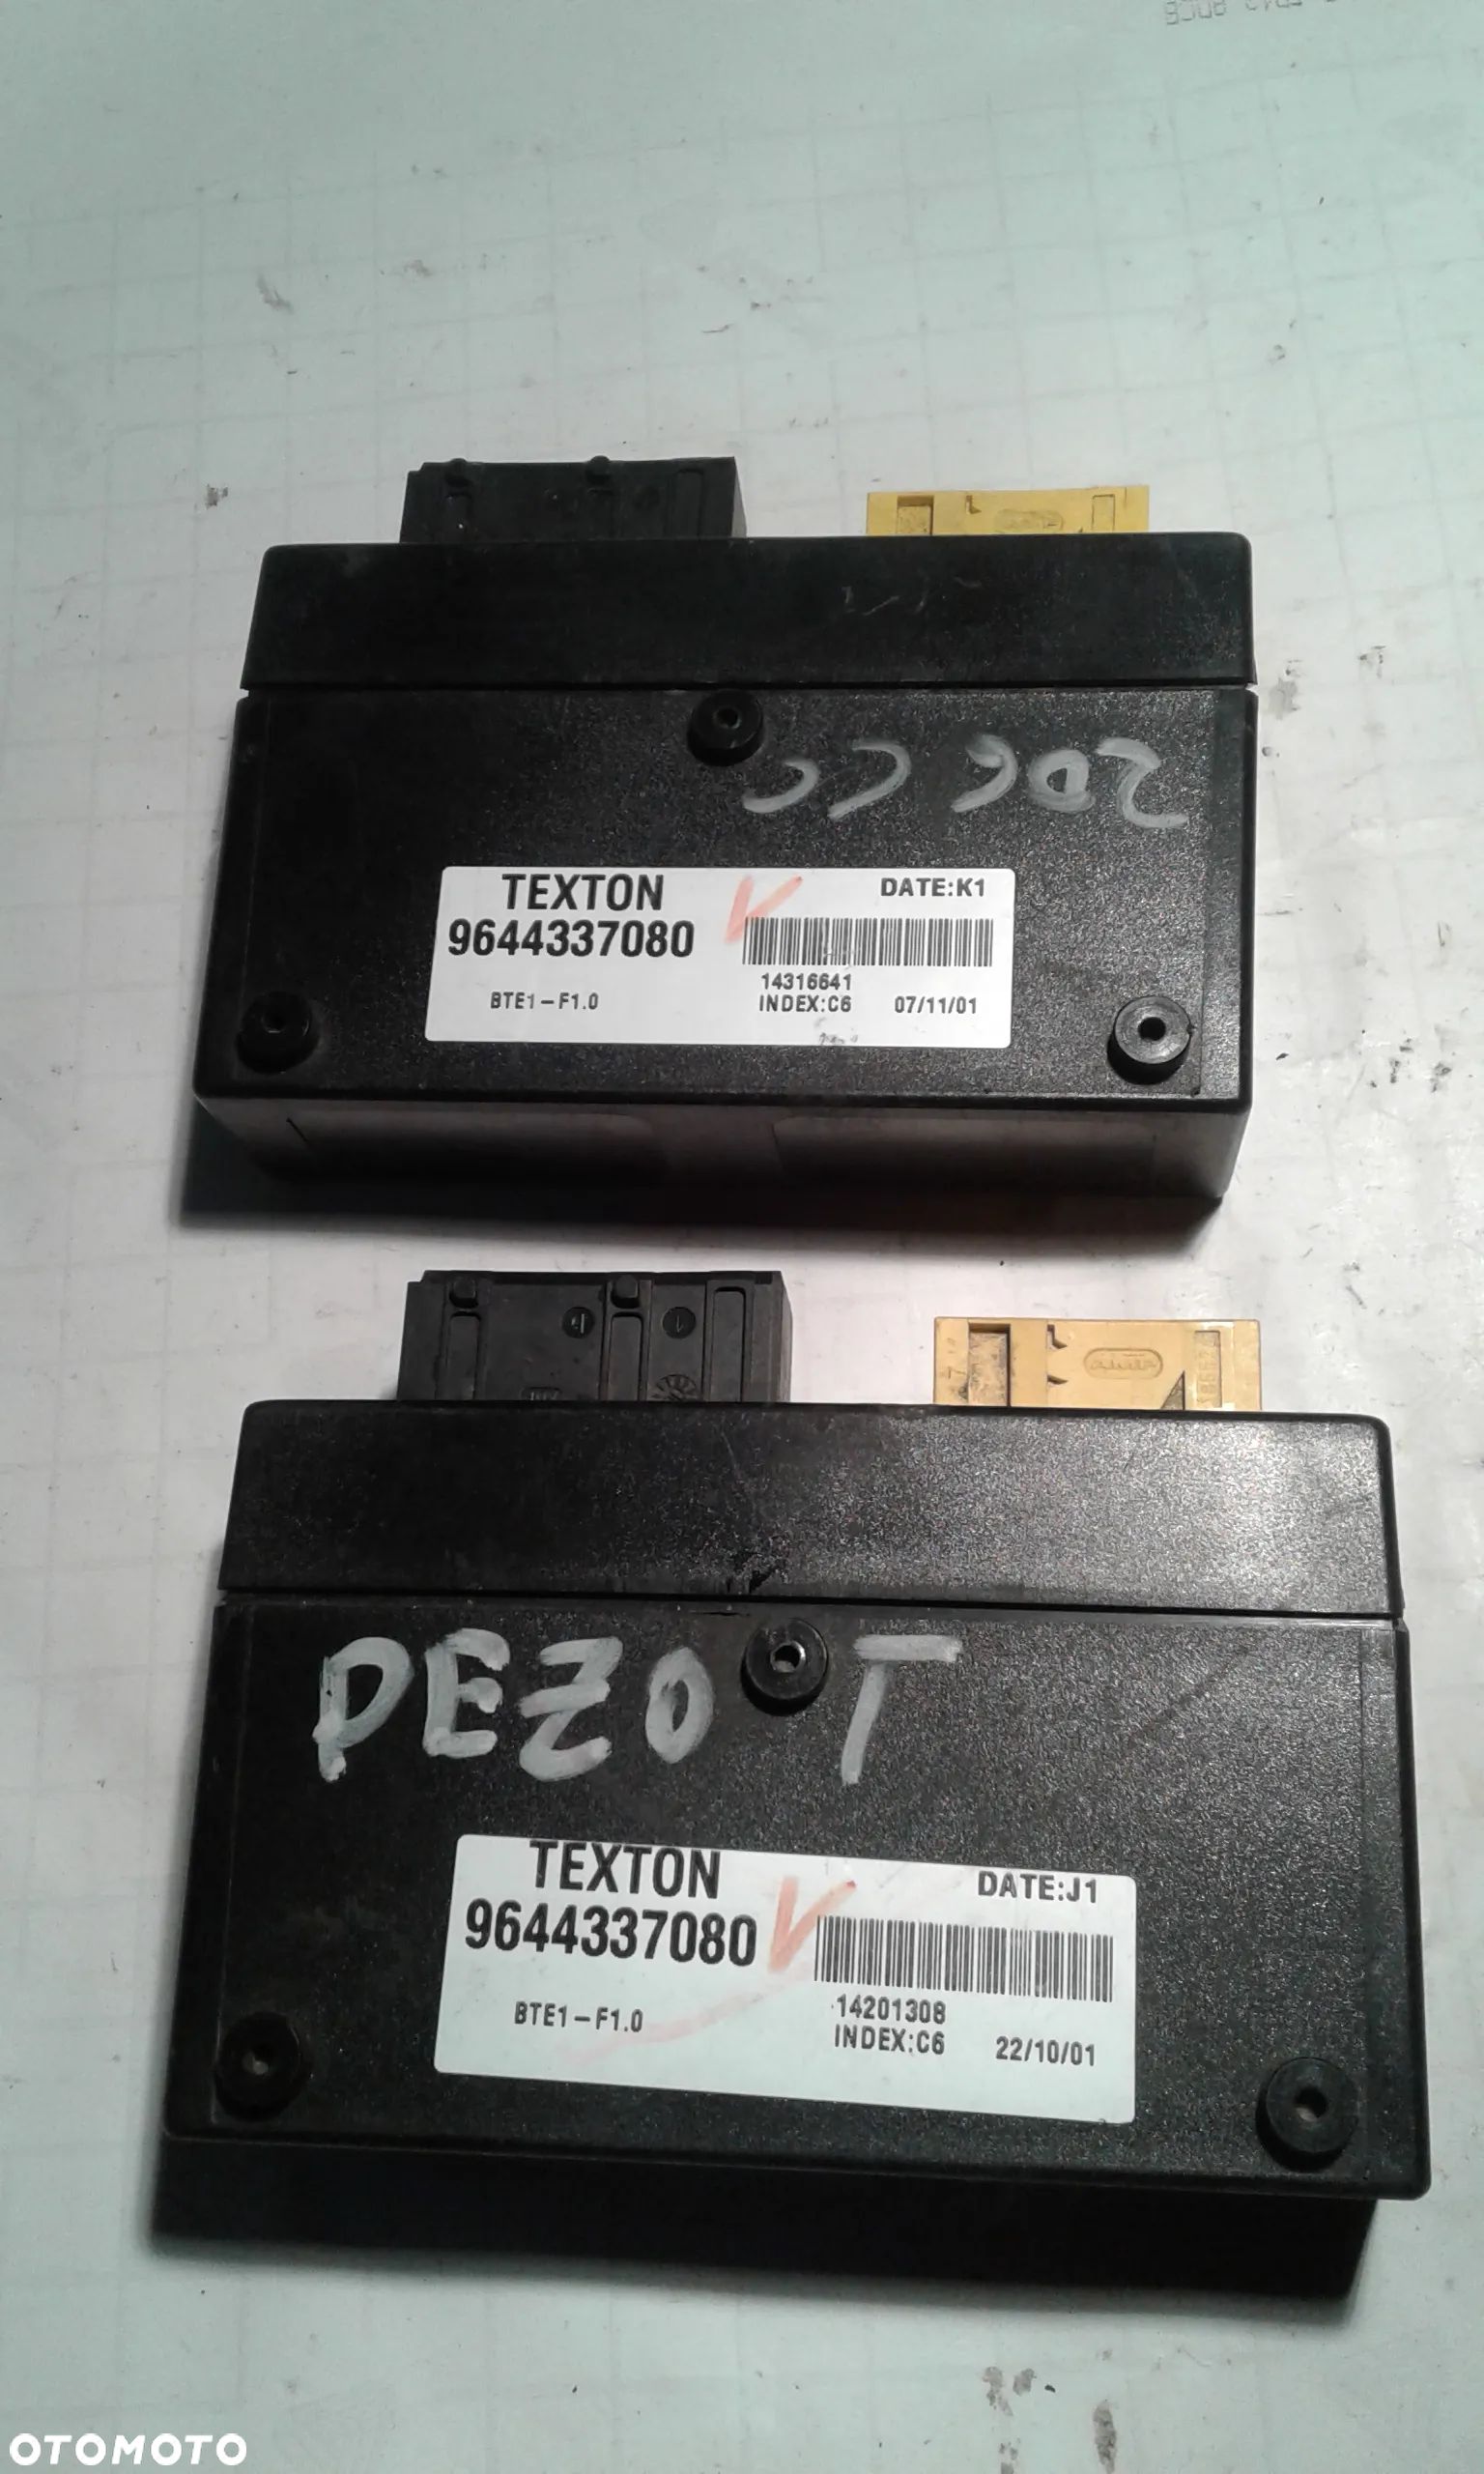 206 CC
TEXTON
DATE:K1
9644337080
14316641
BTE1-F1.0
INDEX:C6 07/11/01
PEZOT
TEXTON
DATE:J1
9644337080
14201308
BTE1-F1.0
INDEX:C6 22/10/01
OTOMOTO